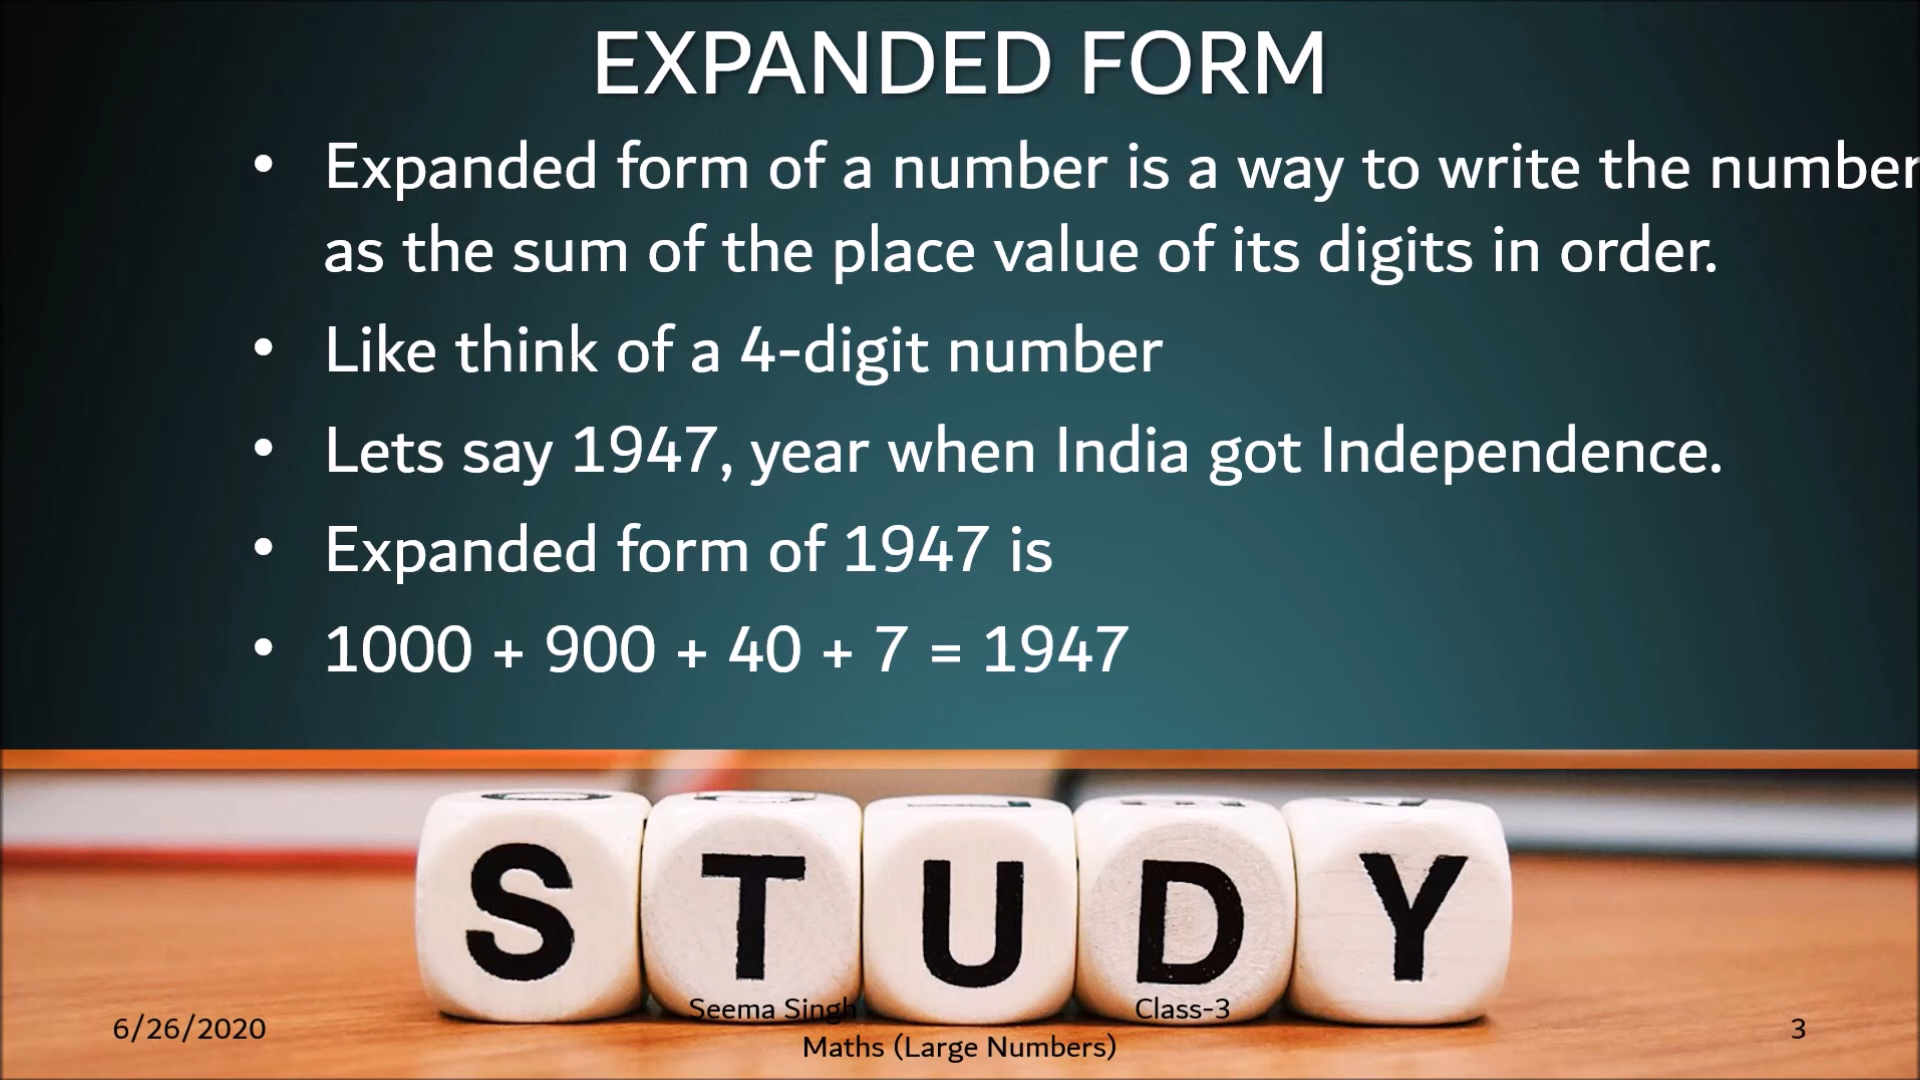 EXPANDED FORM
• Expanded form of a number is a way to write the number
as the sum of the place value of its digits in order.
• Like think of a 4-digit number
• Lets say 1947, year when India got Independence.
• Expanded form of 1947 is
• 1000 + 900 + 40 + 7 = 1947
STUDY
6/26/2020
Seema Singh Class-3
Maths (Large Numbers)
3